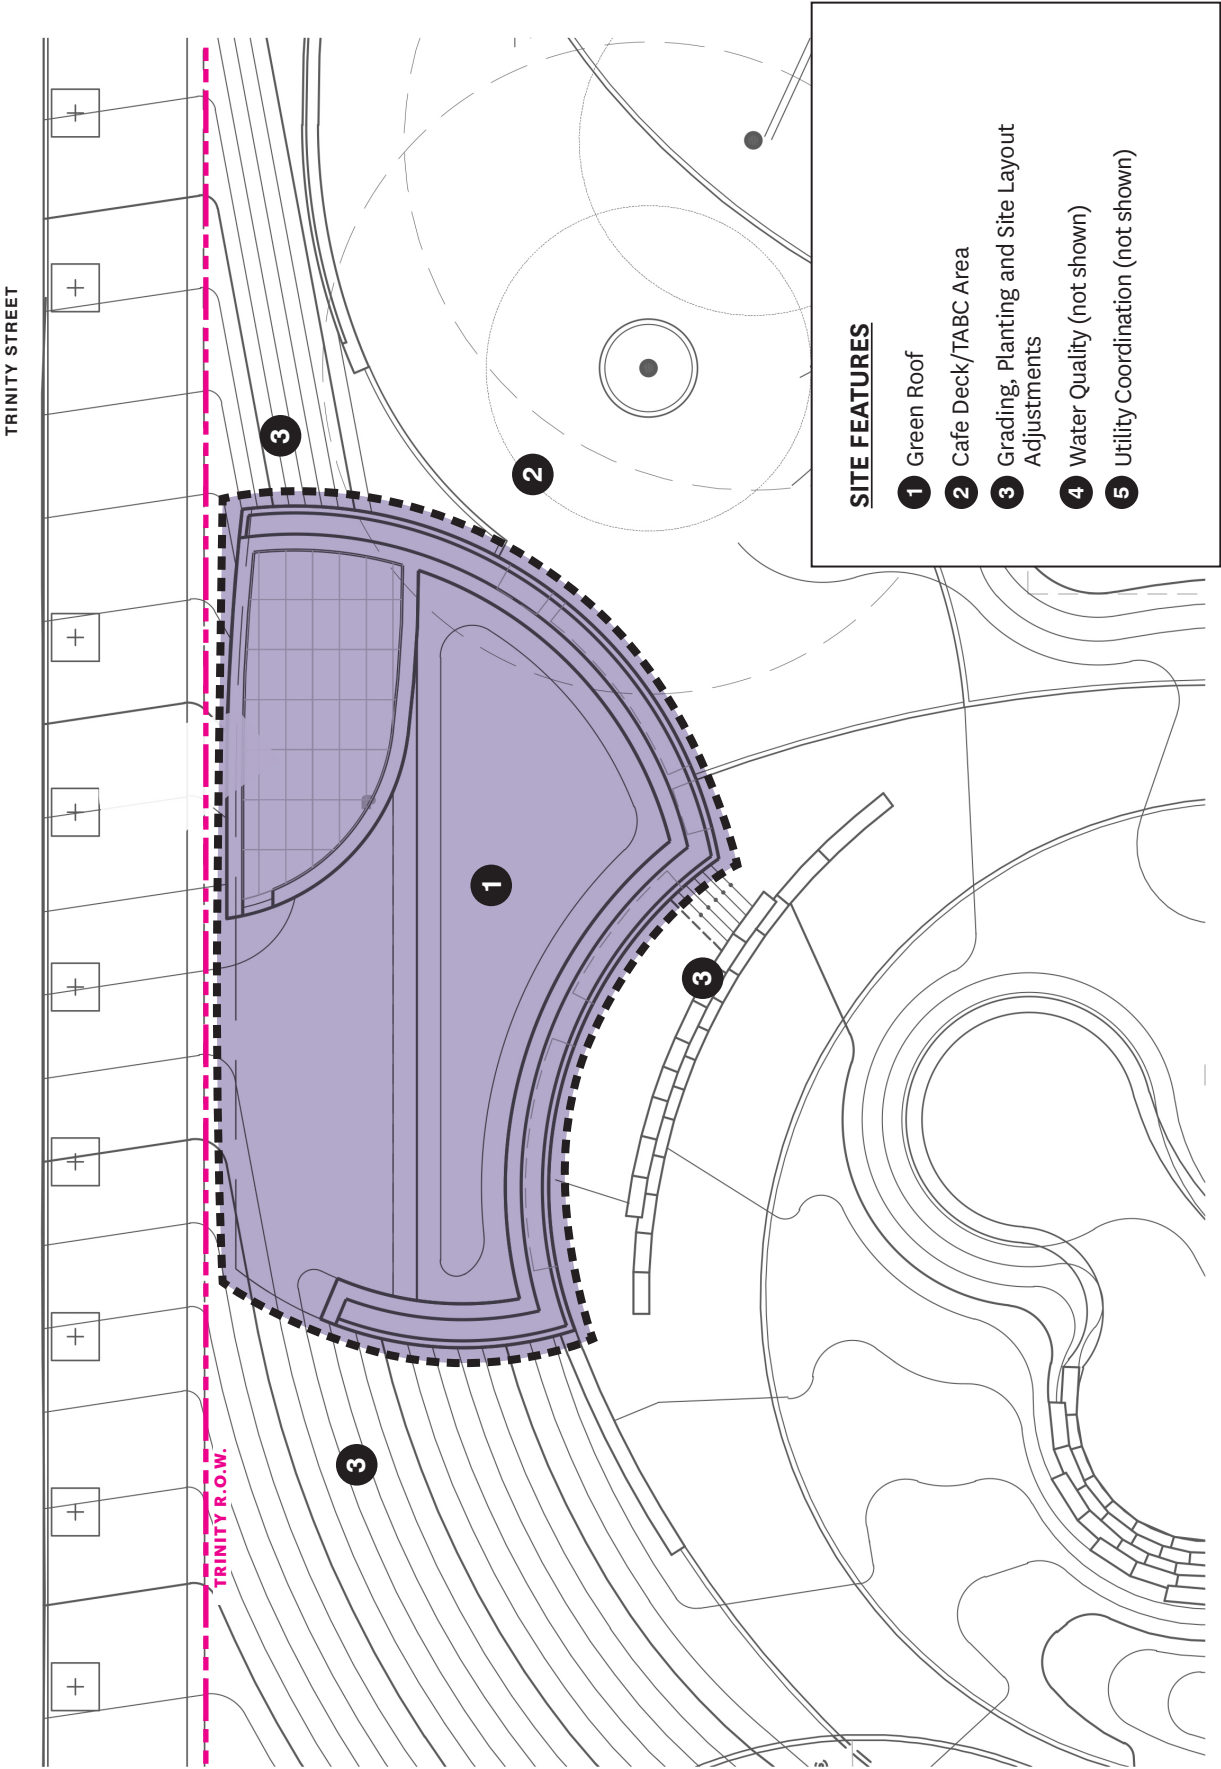 TRINITY STREET
TRINITY R.O.W.
3
2
1
3
3
SITE FEATURES
1 Green Roof
2 Cafe Deck/TABC Area
3 Grading, Planting and Site Layout
Adjustments
4 Water Quality (not shown)
5 Utility Coordination (not shown)